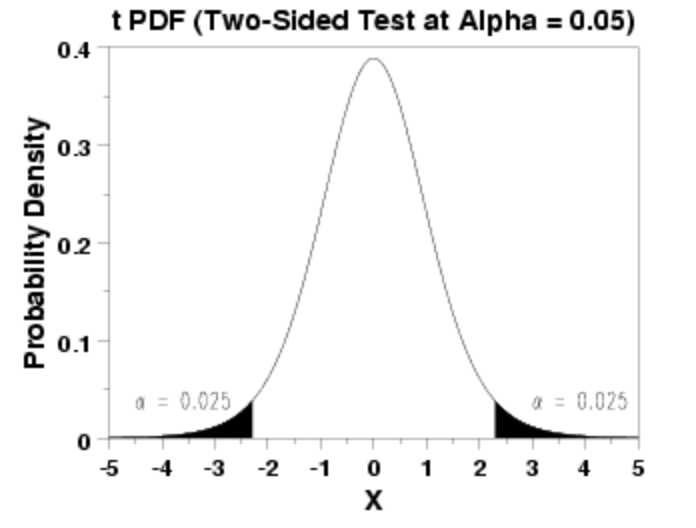 t PDF (Two-Sided Test at Alpha = 0.05)
0.4
0.3
0.2
0.1
0
Probability Density
α = 0.025
α = 0.025
-5 -4 -3 -2 -1 0 1 2 3 4 5
X